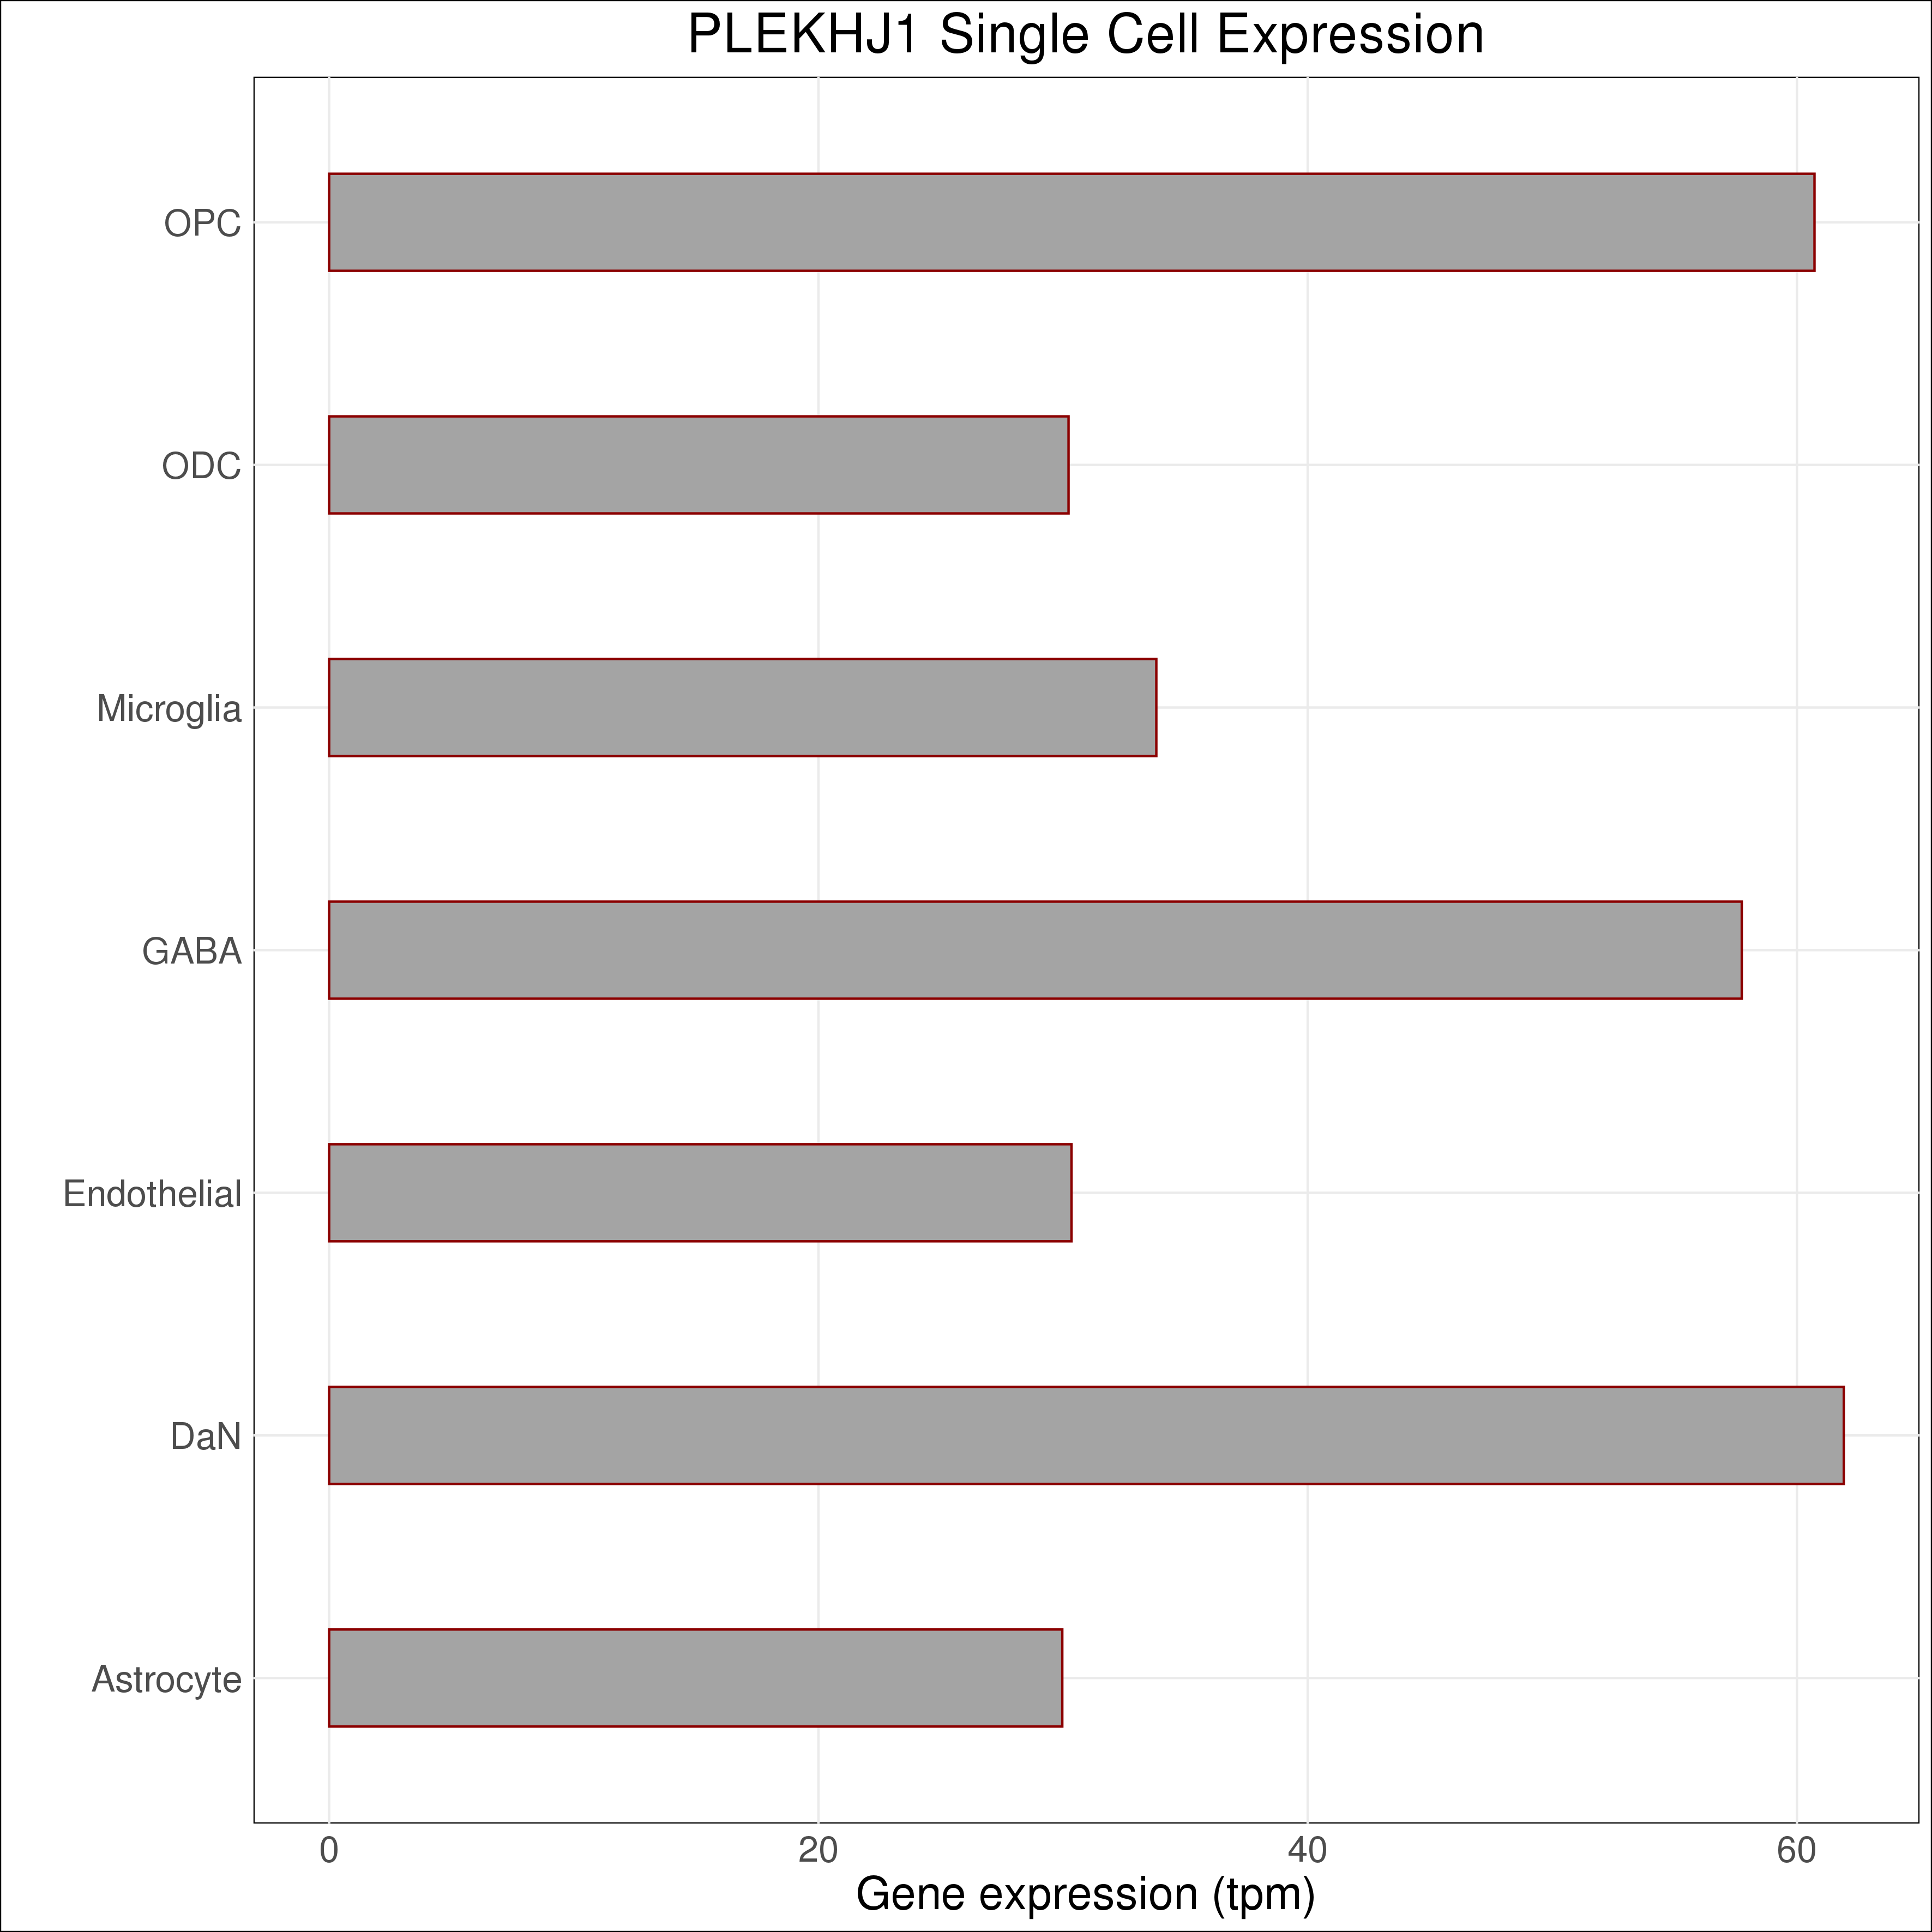 PLEKHJ1 Single Cell Expression
OPC
ODC
Microglia
GABA
Endothelial
DaN
Astrocyte
0 20 40 60
Gene expression (tpm)